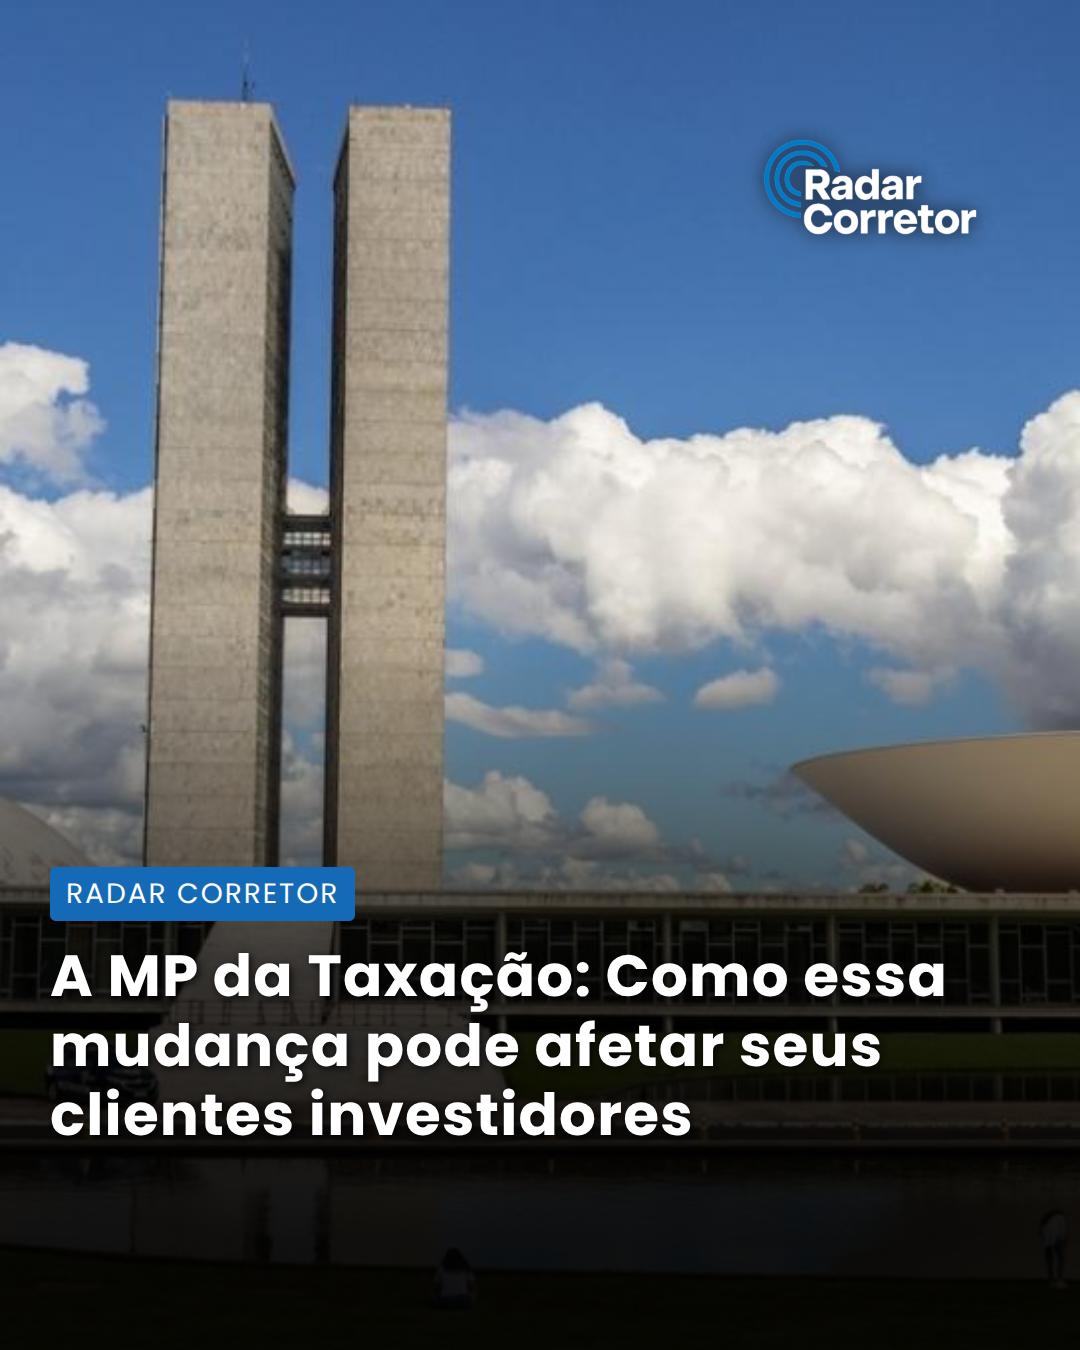 Radar
Corretor
RADAR CORRETOR
A MP da Taxação: Como essa
mudança pode afetar seus
clientes investidores